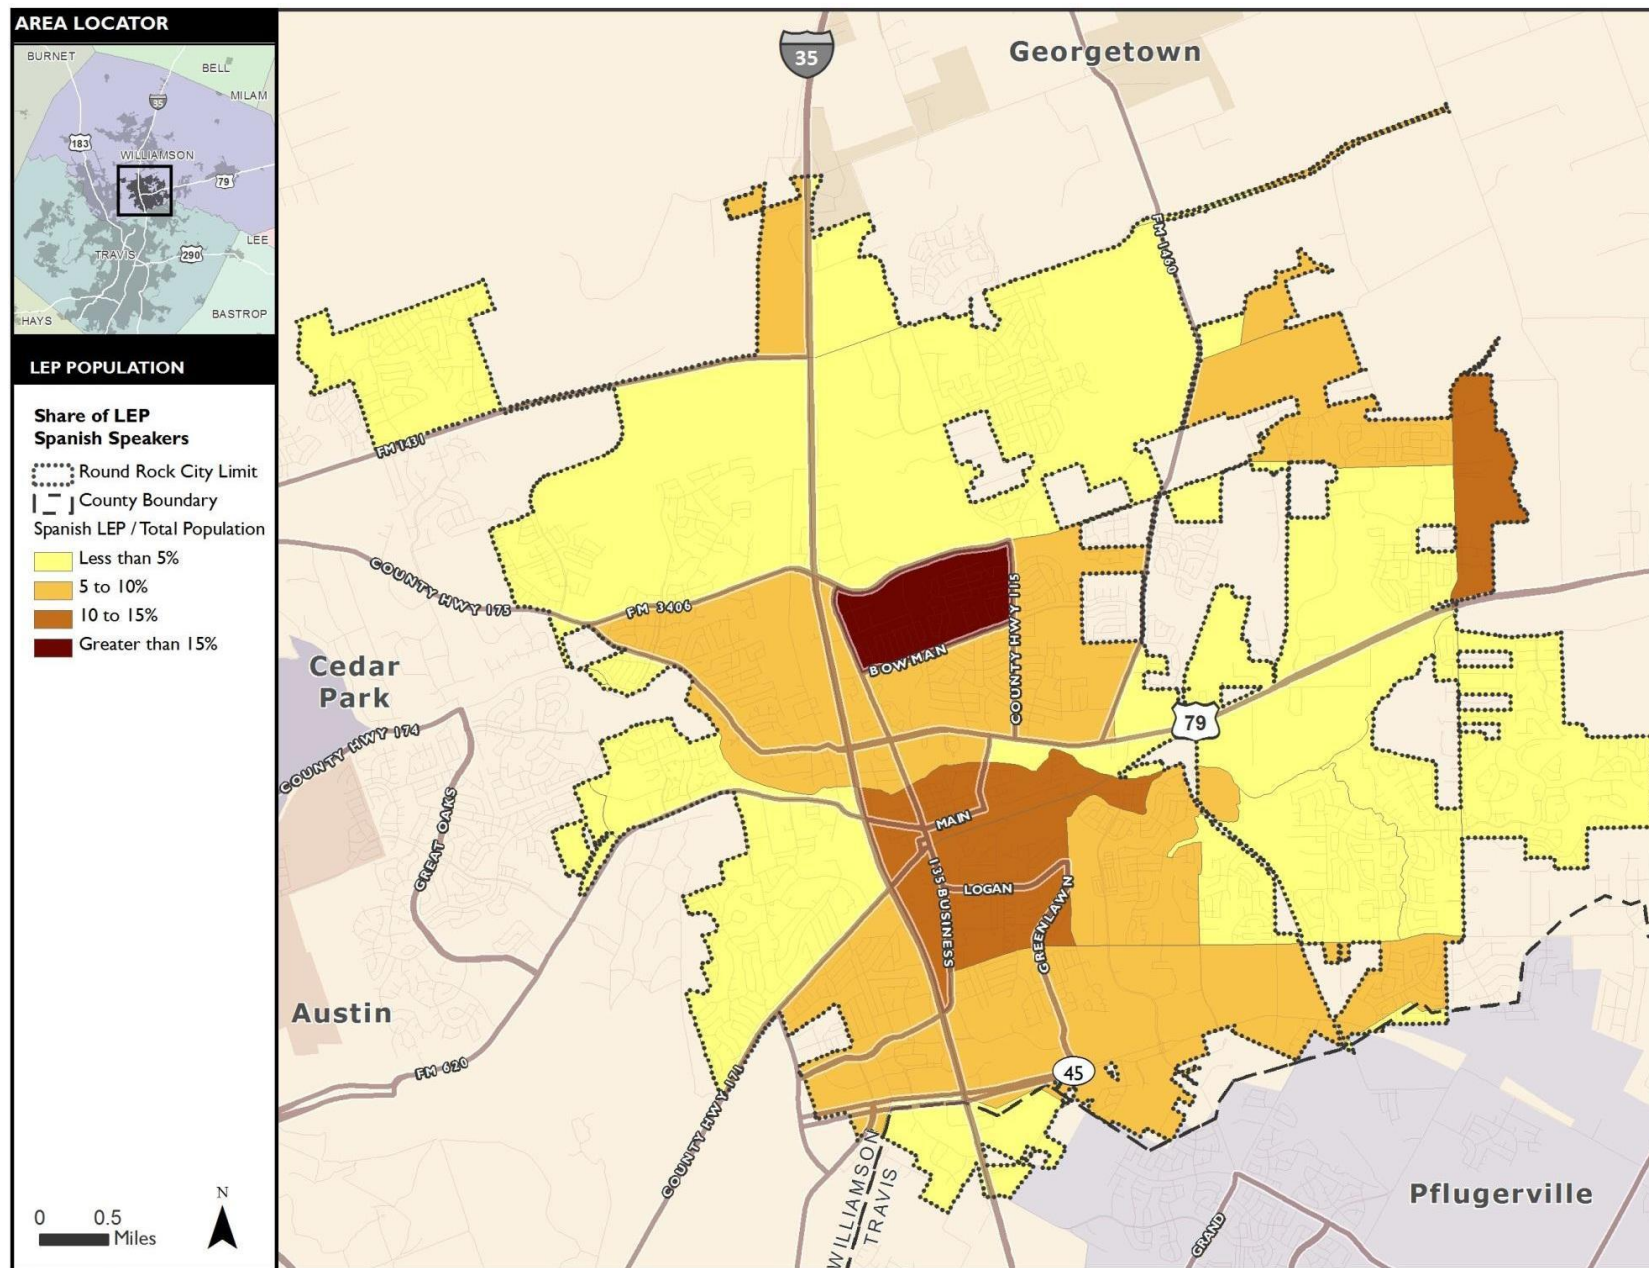 AREA LOCATOR
BURNET
BELL
MILAM
35
183
WILLIAMSON
79
LEE
TRAVIS
290
BASTROP
HAYS
LEP POPULATION
Share of LEP
Spanish Speakers
Round Rock City Limit
County Boundary
Spanish LEP / Total Population
Less than 5%
5 to 10%
10 to 15%
Greater than 15%
0 0.5
Miles
N
35
Georgetown
FM 1460
FM 1431
COUNTY HWY 175
FM 3406
BOWMAN
COUNTY HWY 115
Cedar
Park
79
COUNTY HWY 174
GREAT OAKS
MAIN
I35 BUSINESS
LOGAN
GREENLAWN
Austin
FM 620
45
COUNTY HWY 171
WILLIAMSON
TRAVIS
Pflugerville
GRAND